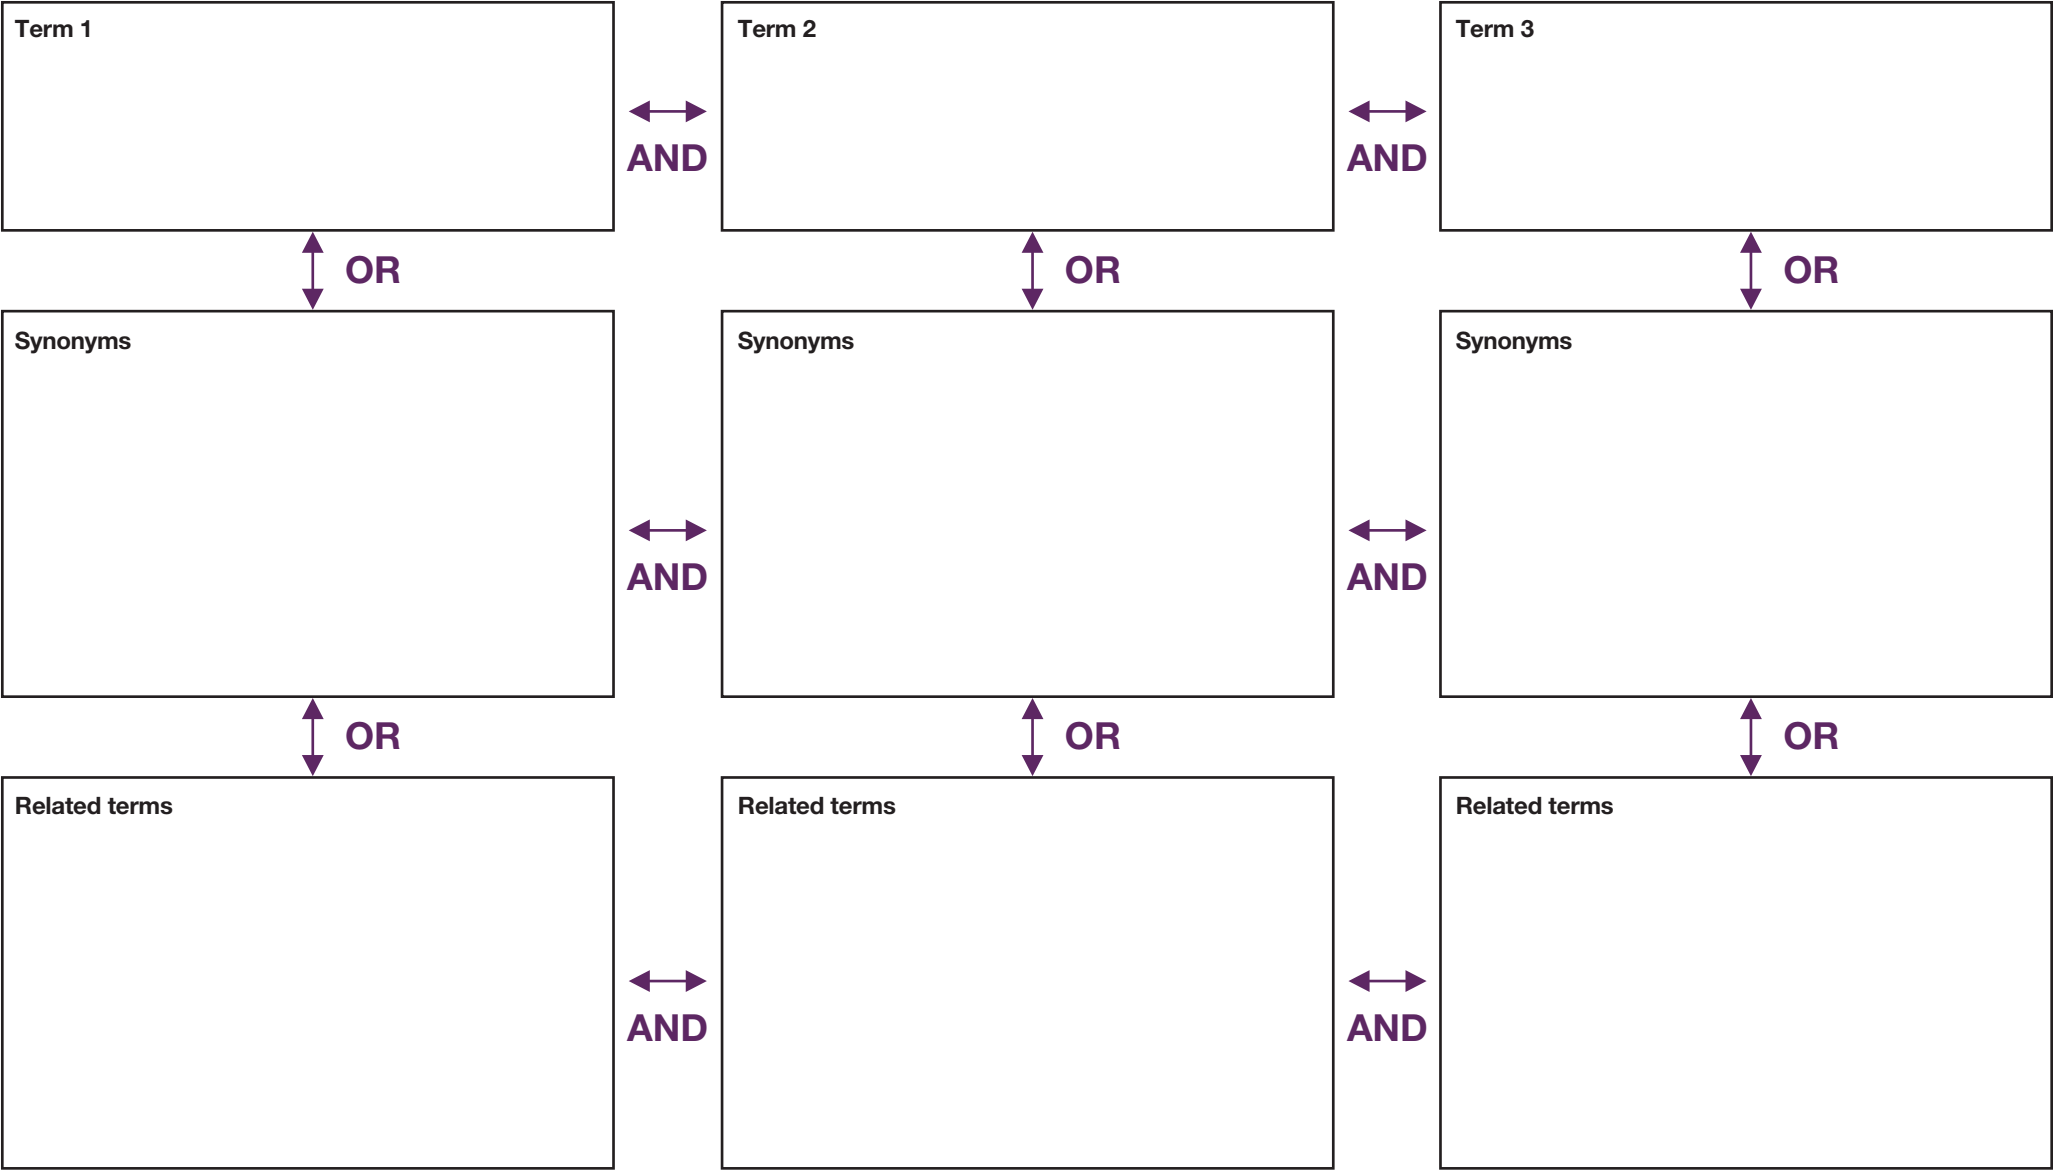 Term 1
Term 2
Term 3
AND
AND
OR
OR
OR
Synonyms
Synonyms
Synonyms
AND
AND
OR
OR
OR
Related terms
Related terms
Related terms
AND
AND